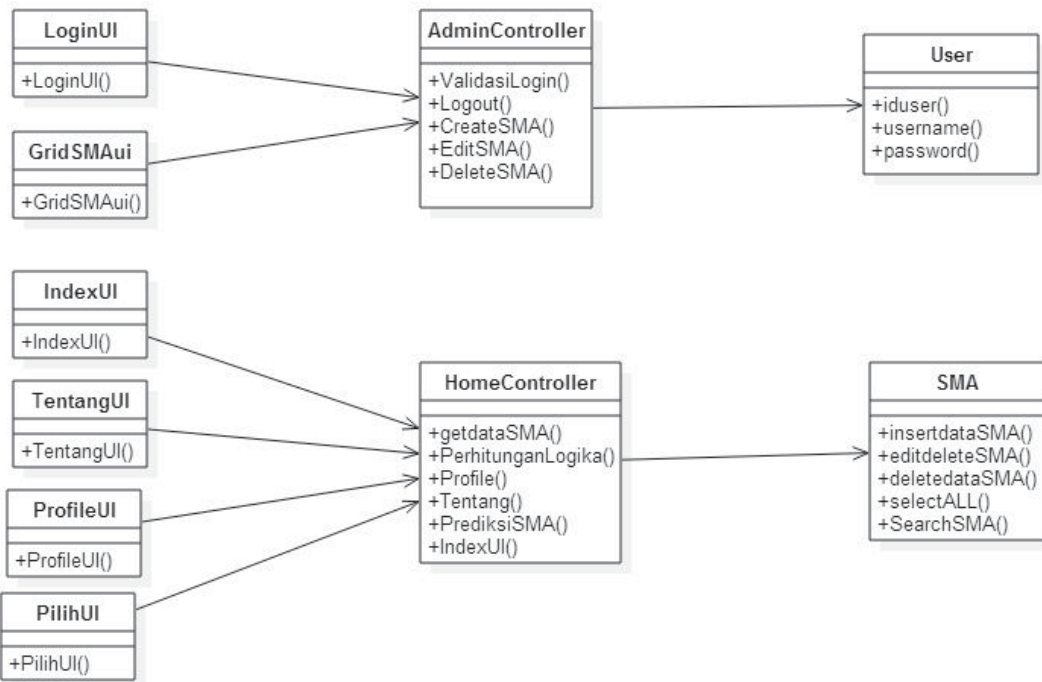 LoginUI
+LoginUI()
GridSMAui
+GridSMAui()
AdminController
+ValidasiLogin()
+Logout()
+CreateSMA()
+EditSMA()
+DeleteSMA()
User
+iduser()
+username()
+password()
IndexUI
+IndexUI()
TentangUI
+TentangUI()
ProfileUI
+ProfileUI()
PilihUI
+PilihUI()
HomeController
+getdataSMA()
+PerhitunganLogika()
+Profile()
+Tentang()
+PrediksiSMA()
+IndexUI()
SMA
+insertdataSMA()
+editdeleteSMA()
+deletedataSMA()
+selectALL()
+SearchSMA()